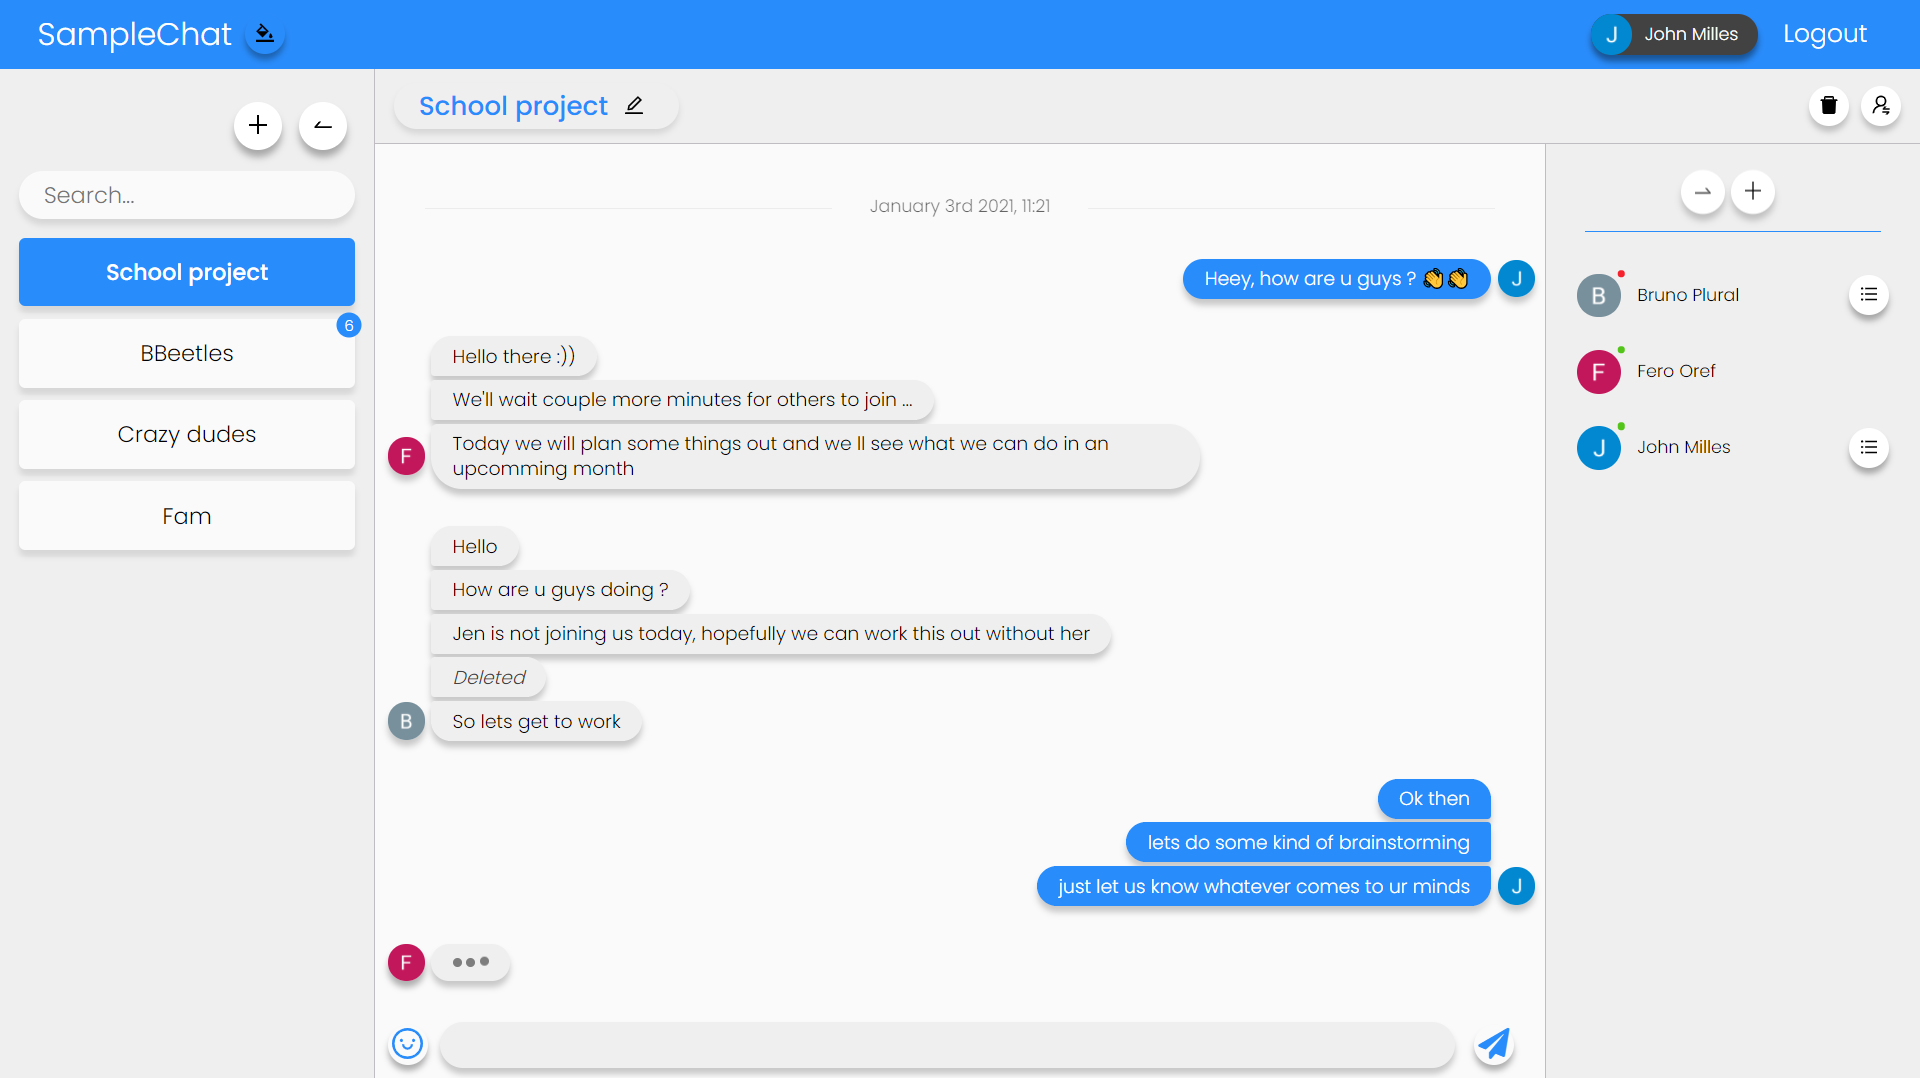 SampleChat
J
John Milles
Logout
School project
Search...
School project
6
BBeetles
Crazy dudes
Fam
January 3rd 2021, 11:21
Heey, how are u guys ? 👏👏
J
Hello there :))
We'll wait couple more minutes for others to join ...
Today we will plan some things out and we ll see what we can do in an
upcomming month
F
Hello
How are u guys doing ?
Jen is not joining us today, hopefully we can work this out without her
Deleted
B
So lets get to work
Ok then
lets do some kind of brainstorming
just let us know whatever comes to ur minds
J
F
B
Bruno Plural
F
Fero Oref
J
John Milles